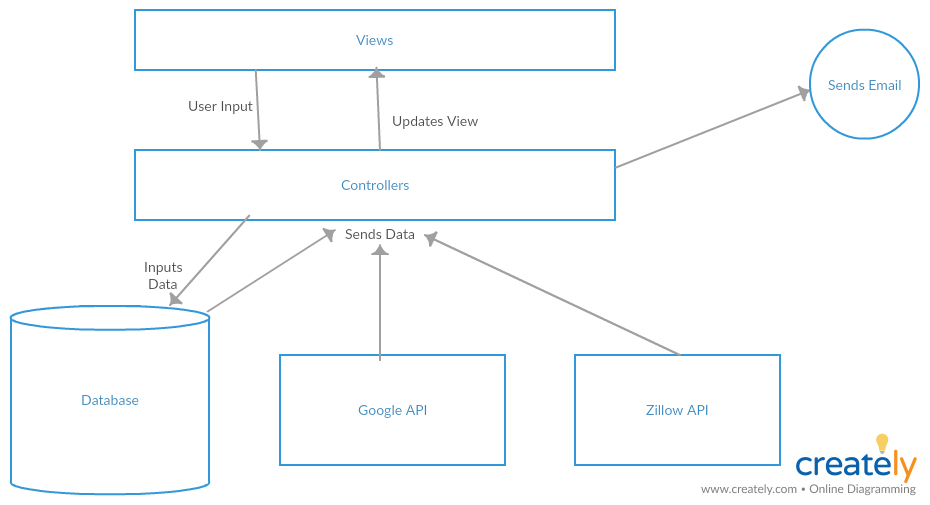 Views
Sends Email
User Input
Updates View
Controllers
Sends Data
Inputs
Data
Database
Google API
Zillow API
creately
www.creately.com • Online Diagramming